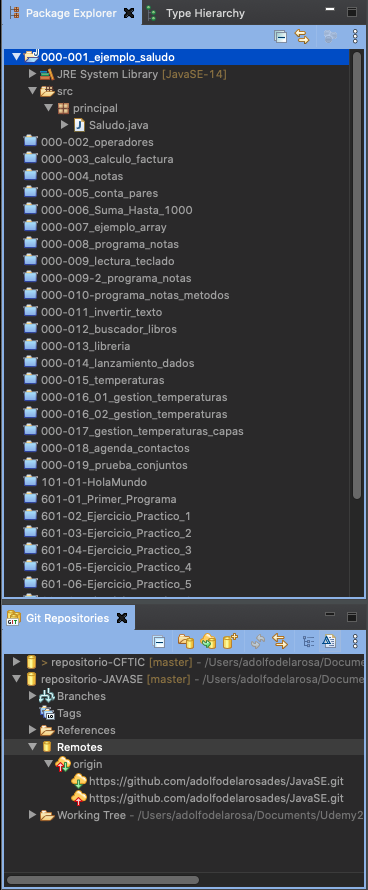 Package Explorer Type Hierarchy
000-001_ejemplo_saludo
JRE System Library [JavaSE-14]
src
principal
Saludo.java
000-002_operadores
000-003_calculo_factura
000-004_notas
000-005_conta_pares
000-006_Suma_Hasta_1000
000-007_ejemplo_array
000-008_programa_notas
000-009_lectura_teclado
000-009-2_programa_notas
000-010-programa_notas_metodos
000-011_invertir_texto
000-012_buscador_libros
000-013_libreria
000-014_lanzamiento_dados
000-015_temperaturas
000-016_01_gestion_temperaturas
000-016_02_gestion_temperaturas
000-017_gestion_temperaturas_capas
000-018_agenda_contactos
000-019_prueba_conjuntos
101-01-HolaMundo
601-01_Primer_Programa
601-02_Ejercicio_Practico_1
601-03-Ejercicio_Practico_2
601-04-Ejercicio_Practico_3
601-05-Ejercicio_Practico_4
601-06-Ejercicio_Practico_5
GIT Git Repositories
> repositorio-CFTIC [master] - /Users/adolfodelarosa/Docume
repositorio-JAVASE [master] - /Users/adolfodelarosa/Docum
Branches
Tags
References
Remotes
origin
https://github.com/adolfodelarosades/JavaSE.git
https://github.com/adolfodelarosades/JavaSE.git
Working Tree - /Users/adolfodelarosa/Documents/Udemy2